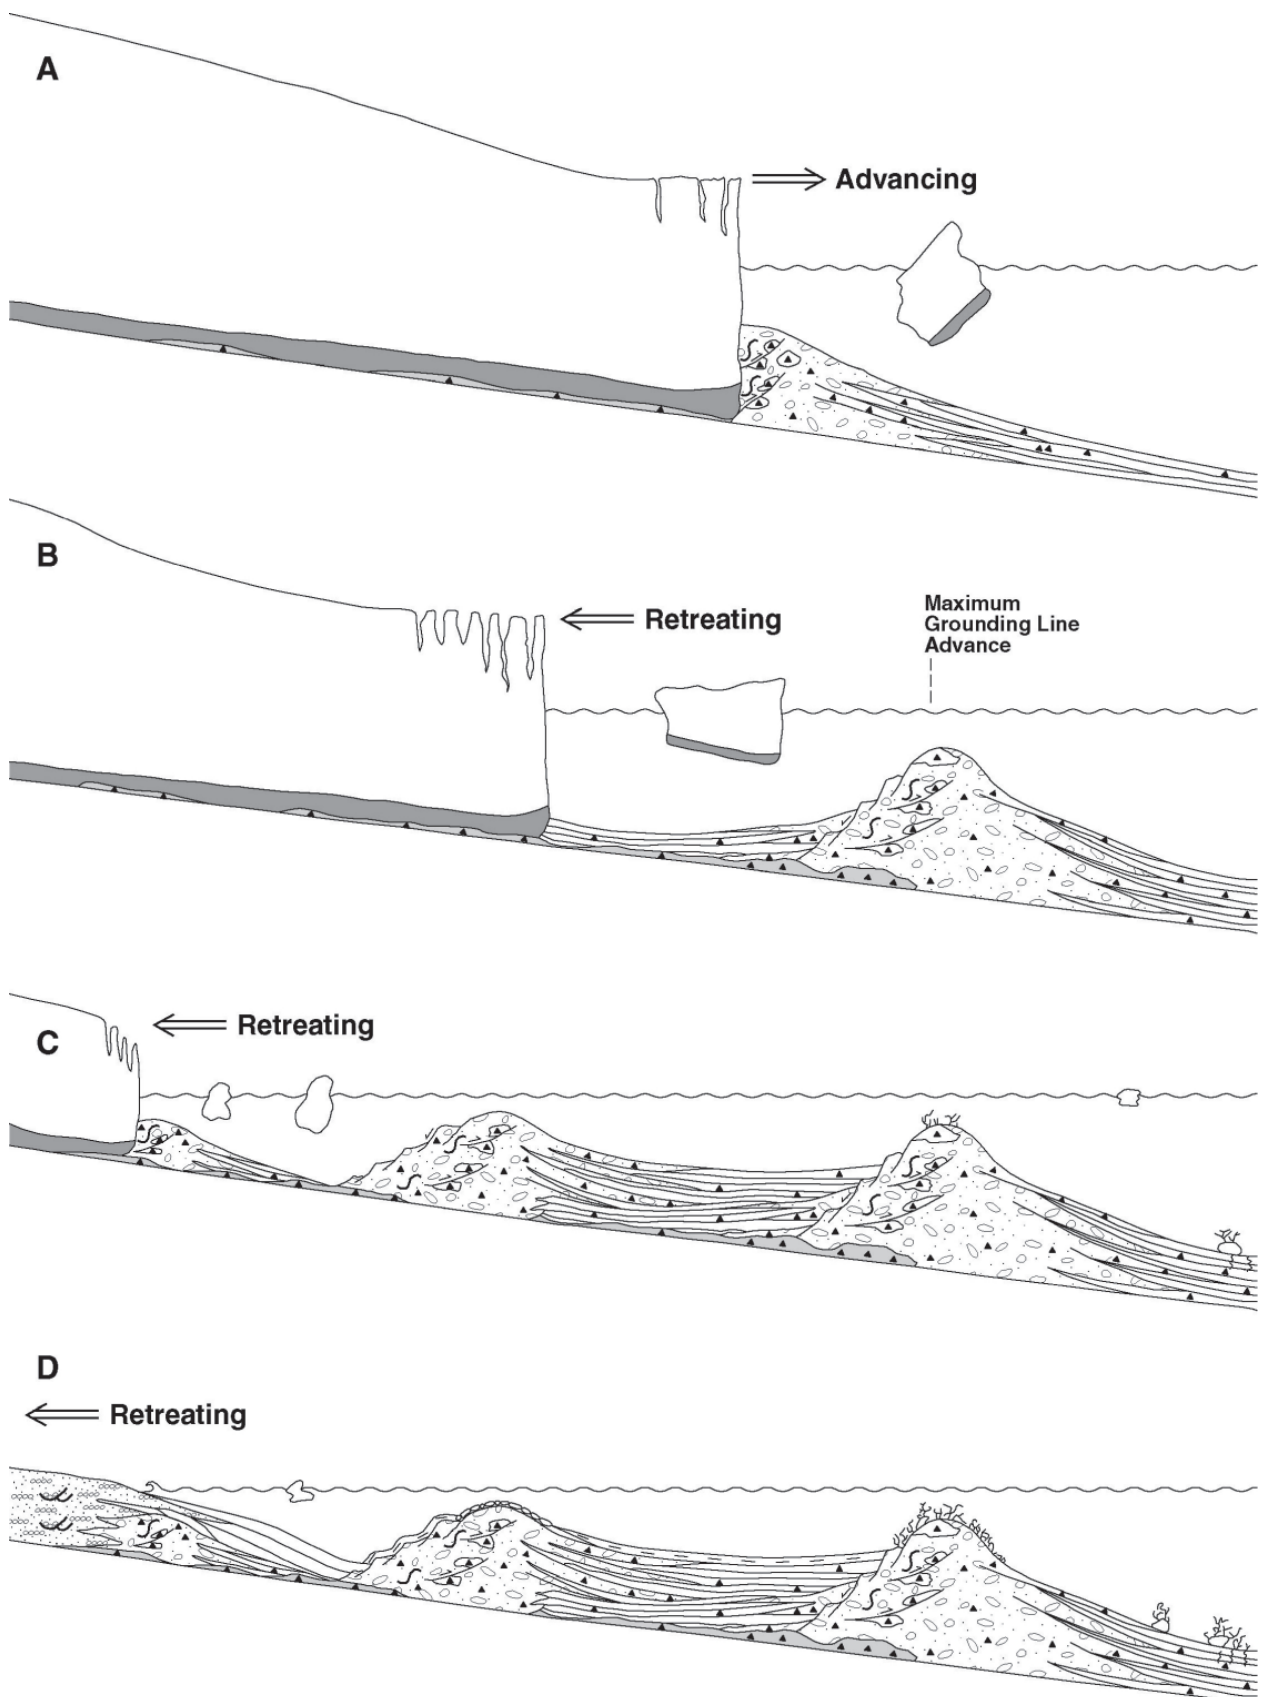 A
Advancing
B
Retreating
Maximum
Grounding Line
Advance
C
Retreating
D
Retreating